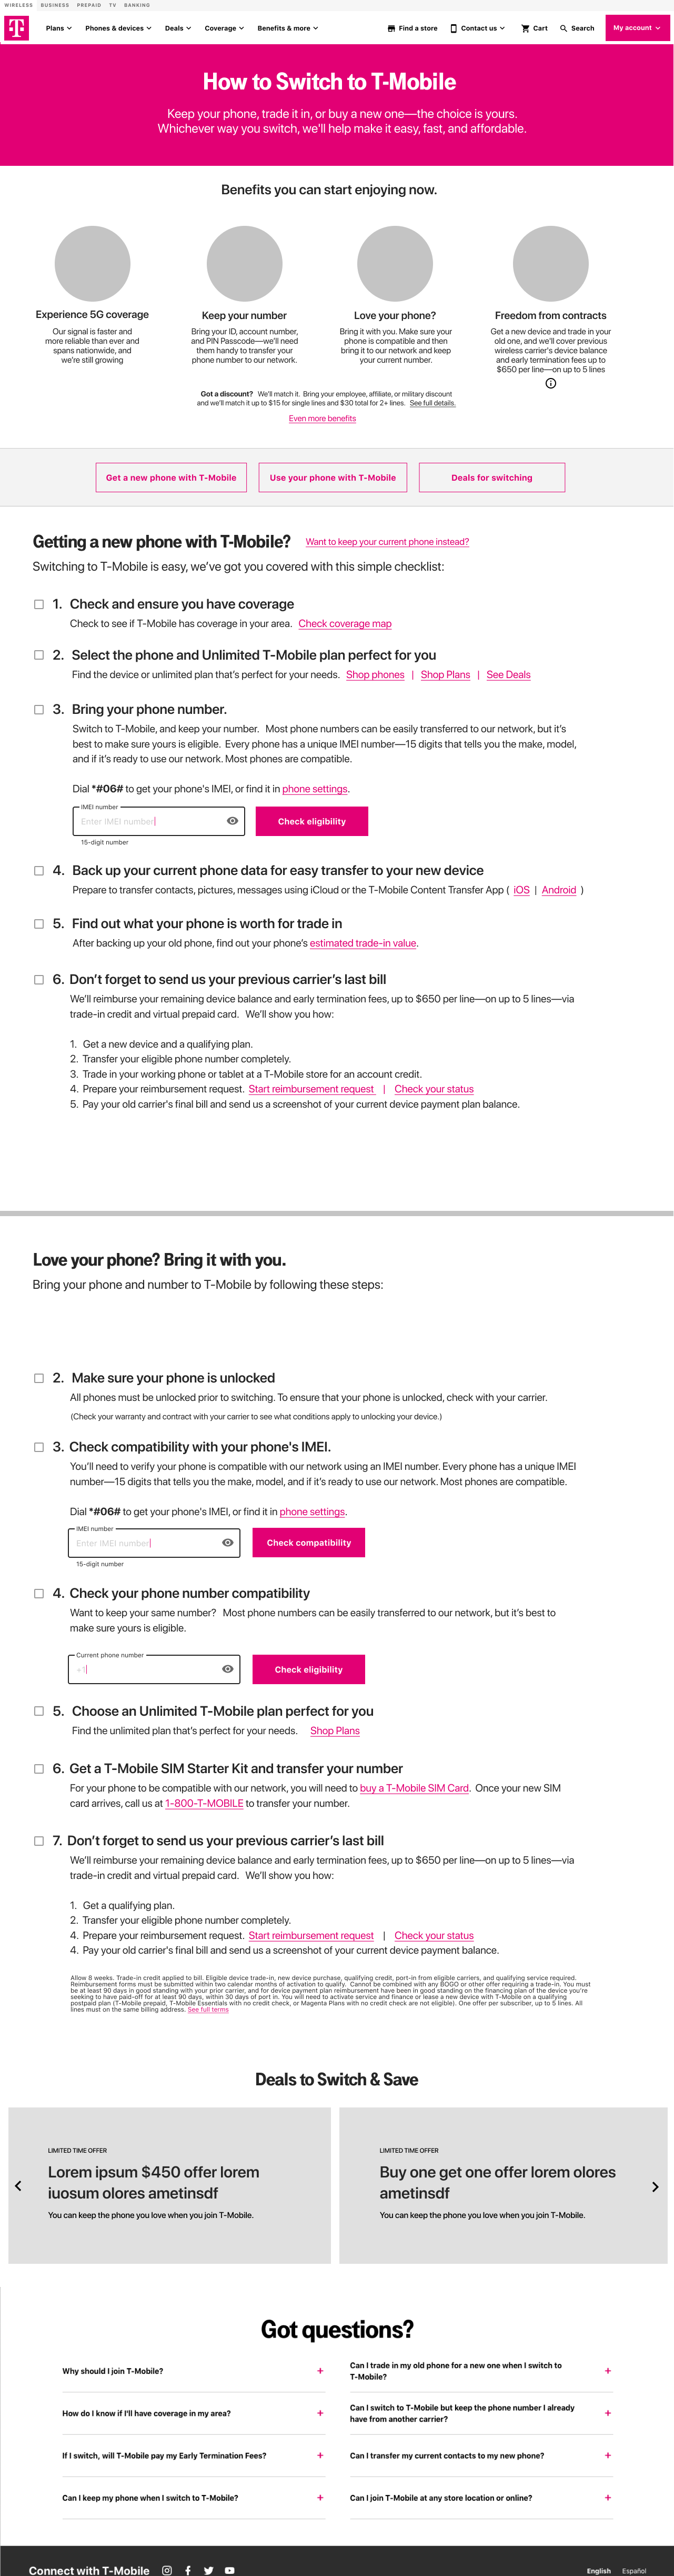 WIRELESS BUSINESS PREPAID TV BANKING
T Plans Phones & devices Deals Coverage Benefits & more Find a store Contact us Cart Search My account
How to Switch to T-Mobile
Keep your phone, trade it in, or buy a new one—the choice is yours.
Whichever way you switch, we'll help make it easy, fast, and affordable.
Benefits you can start enjoying now.
Experience 5G coverage
Our signal is faster and
more reliable than ever and
spans nationwide, and
we're still growing
Keep your number
Bring your ID, account number,
and PIN Passcode—we'll need
them handy to transfer your
phone number to our network.
Love your phone?
Bring it with you. Make sure your
phone is compatible and then
bring it to our network and keep
your current number.
Freedom from contracts
Get a new device and trade in your
old one, and we'll cover previous
wireless carrier's device balance
and early termination fees up to
$650 per line—on up to 5 lines
Got a discount? We'll match it. Bring your employee, affiliate, or military discount
and we'll match it up to $15 for single lines and $30 total for 2+ lines. See full details.
Even more benefits
Get a new phone with T-Mobile Use your phone with T-Mobile Deals for switching
Getting a new phone with T-Mobile? Want to keep your current phone instead?
Switching to T-Mobile is easy, we've got you covered with this simple checklist:
1. Check and ensure you have coverage
Check to see if T-Mobile has coverage in your area. Check coverage map
2. Select the phone and Unlimited T-Mobile plan perfect for you
Find the device or unlimited plan that's perfect for your needs. Shop phones | Shop Plans | See Deals
3. Bring your phone number.
Switch to T-Mobile, and keep your number. Most phone numbers can be easily transferred to our network, but it's
best to make sure yours is eligible. Every phone has a unique IMEI number—15 digits that tells you the make, model,
and if it's ready to use our network. Most phones are compatible.
Dial *#06# to get your phone's IMEI, or find it in phone settings.
IMEI number
Enter IMEI number Check eligibility
15-digit number
4. Back up your current phone data for easy transfer to your new device
Prepare to transfer contacts, pictures, messages using iCloud or the T-Mobile Content Transfer App ( iOS | Android )
5. Find out what your phone is worth for trade in
After backing up your old phone, find out your phone's estimated trade-in value.
6. Don't forget to send us your previous carrier's last bill
We'll reimburse your remaining device balance and early termination fees, up to $650 per line—on up to 5 lines—via
trade-in credit and virtual prepaid card. We'll show you how:
1. Get a new device and a qualifying plan.
2. Transfer your eligible phone number completely.
3. Trade in your working phone or tablet at a T-Mobile store for an account credit.
4. Prepare your reimbursement request. Start reimbursement request | Check your status
5. Pay your old carrier's final bill and send us a screenshot of your current device payment plan balance.
Love your phone? Bring it with you.
Bring your phone and number to T-Mobile by following these steps:
2. Make sure your phone is unlocked
All phones must be unlocked prior to switching. To ensure that your phone is unlocked, check with your carrier.
(Check your warranty and contract with your carrier to see what conditions apply to unlocking your device.)
3. Check compatibility with your phone's IMEI.
You'll need to verify your phone is compatible with our network using an IMEI number. Every phone has a unique IMEI
number—15 digits that tells you the make, model, and if it's ready to use our network. Most phones are compatible.
Dial *#06# to get your phone's IMEI, or find it in phone settings.
IMEI number
Enter IMEI number Check compatibility
15-digit number
4. Check your phone number compatibility
Want to keep your same number? Most phone numbers can be easily transferred to our network, but it's best to
make sure yours is eligible.
Current phone number
+1 Check eligibility
5. Choose an Unlimited T-Mobile plan perfect for you
Find the unlimited plan that's perfect for your needs. Shop Plans
6. Get a T-Mobile SIM Starter Kit and transfer your number
For your phone to be compatible with our network, you will need to buy a T-Mobile SIM Card. Once your new SIM
card arrives, call us at 1-800-T-MOBILE to transfer your number.
7. Don't forget to send us your previous carrier's last bill
We'll reimburse your remaining device balance and early termination fees, up to $650 per line—on up to 5 lines—via
trade-in credit and virtual prepaid card. We'll show you how:
1. Get a qualifying plan.
2. Transfer your eligible phone number completely.
4. Prepare your reimbursement request. Start reimbursement request | Check your status
4. Pay your old carrier's final bill and send us a screenshot of your current device payment balance.
Allow 8 weeks. Trade-in credit applied to bill. Eligible device trade-in, new device purchase, qualifying credit, port-in from eligible carriers, and qualifying service required.
Reimbursement forms must be submitted within two calendar months of activation to qualify. Cannot be combined with any BOGO or other offer requiring a trade-in. You must
be at least 90 days in good standing with your prior carrier, and for device payment plan reimbursement have been in good standing on the financing plan of the device you're
seeking to have paid-off for at least 90 days, within 30 days of port in. You will need to activate service and finance or lease a new device with T-Mobile on a qualifying
postpaid plan (T-Mobile prepaid, T-Mobile Essentials with no credit check, or Magenta Plans with no credit check are not eligible). One offer per subscriber, up to 5 lines. All
lines must on the same billing address. See full terms
Deals to Switch & Save
LIMITED TIME OFFER
Lorem ipsum $450 offer lorem
iuosum olores ametinsdf
You can keep the phone you love when you join T-Mobile.
LIMITED TIME OFFER
Buy one get one offer lorem olores
ametinsdf
You can keep the phone you love when you join T-Mobile.
Got questions?
Why should I join T-Mobile?
Can I trade in my old phone for a new one when I switch to
T-Mobile?
How do I know if I'll have coverage in my area?
Can I switch to T-Mobile but keep the phone number I already
have from another carrier?
If I switch, will T-Mobile pay my Early Termination Fees?
Can I transfer my current contacts to my new phone?
Can I keep my phone when I switch to T-Mobile?
Can I join T-Mobile at any store location or online?
Connect with T-Mobile English Español